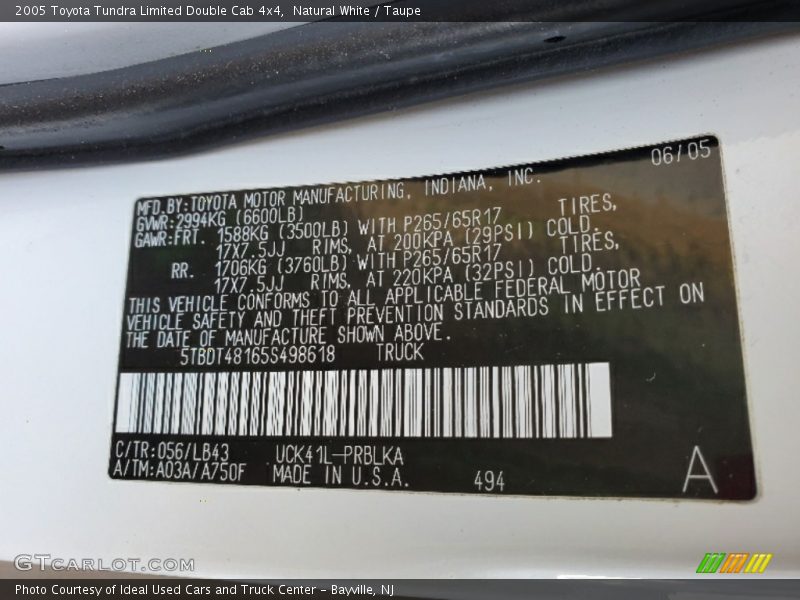 2005 Toyota Tundra Limited Double Cab 4x4,  Natural White / Taupe
06/05
MFD.BY:TOYOTA MOTOR MANUFACTURING, INDIANA, INC.
GVWR:2994KG (6600LB)
GAWR:FRT. 1588KG (3500LB) WITH P265/65R17 TIRES,
17X7.5JJ RIMS, AT 200KPA (29PSI) COLD.
RR. 1706KG (3760LB) WITH P265/65R17 TIRES,
17X7.5JJ RIMS, AT 220KPA (32PSI) COLD.
THIS VEHICLE CONFORMS TO ALL APPLICABLE FEDERAL MOTOR
VEHICLE SAFETY AND THEFT PREVENTION STANDARDS IN EFFECT ON
THE DATE OF MANUFACTURE SHOWN ABOVE.
5TBDT48165S498618 TRUCK
C/TR:056/LB43 UCK41L-PRBLKA
A/TM:A03A/A750F MADE IN U.S.A. 494 A
GTCARLOT.COM
Photo Courtesy of Ideal Used Cars and Truck Center – Bayville, NJ